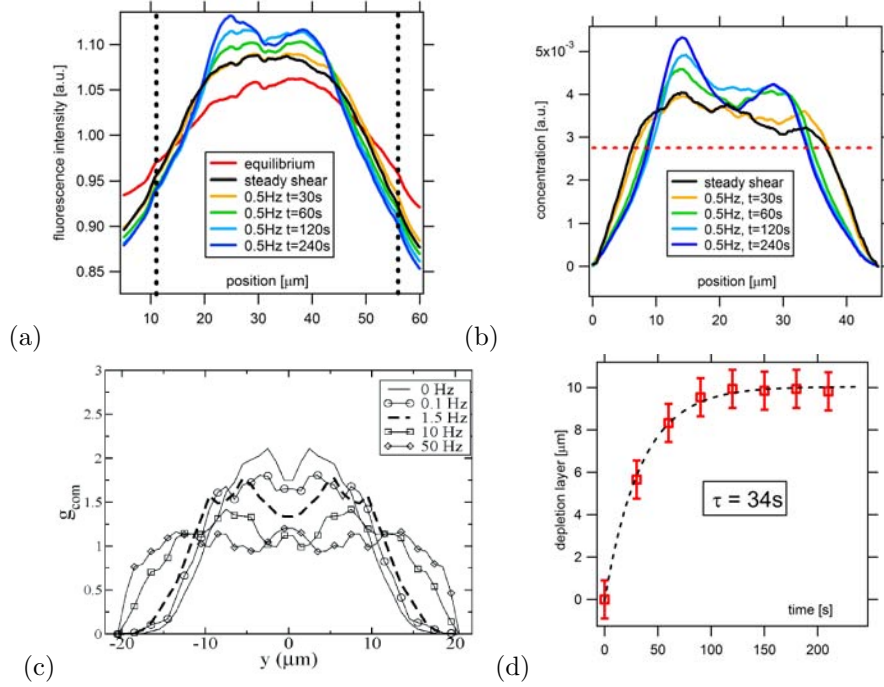 fluorescence intensity [a.u.]
1.10
1.05
1.00
0.95
0.90
0.85
equilibrium
steady shear
0.5Hz t=30s
0.5Hz t=60s
0.5Hz t=120s
0.5Hz t=240s
position [μm]
10 20 30 40 50 60
(a)
concentration [a.u.]
5x10⁻³
4
3
2
1
0
steady shear
0.5Hz, t=30s
0.5Hz, t=60s
0.5Hz, t=120s
0.5Hz, t=240s
position [μm]
0 10 20 30 40
(b)
g_com
3
2.5
2
1.5
1
0.5
0
0 Hz
0.1 Hz
1.5 Hz
10 Hz
50 Hz
-20 -10 0 10 20
y (μm)
(c)
depletion layer [μm]
10
8
6
4
2
0
τ = 34s
time [s]
0 50 100 150 200
(d)